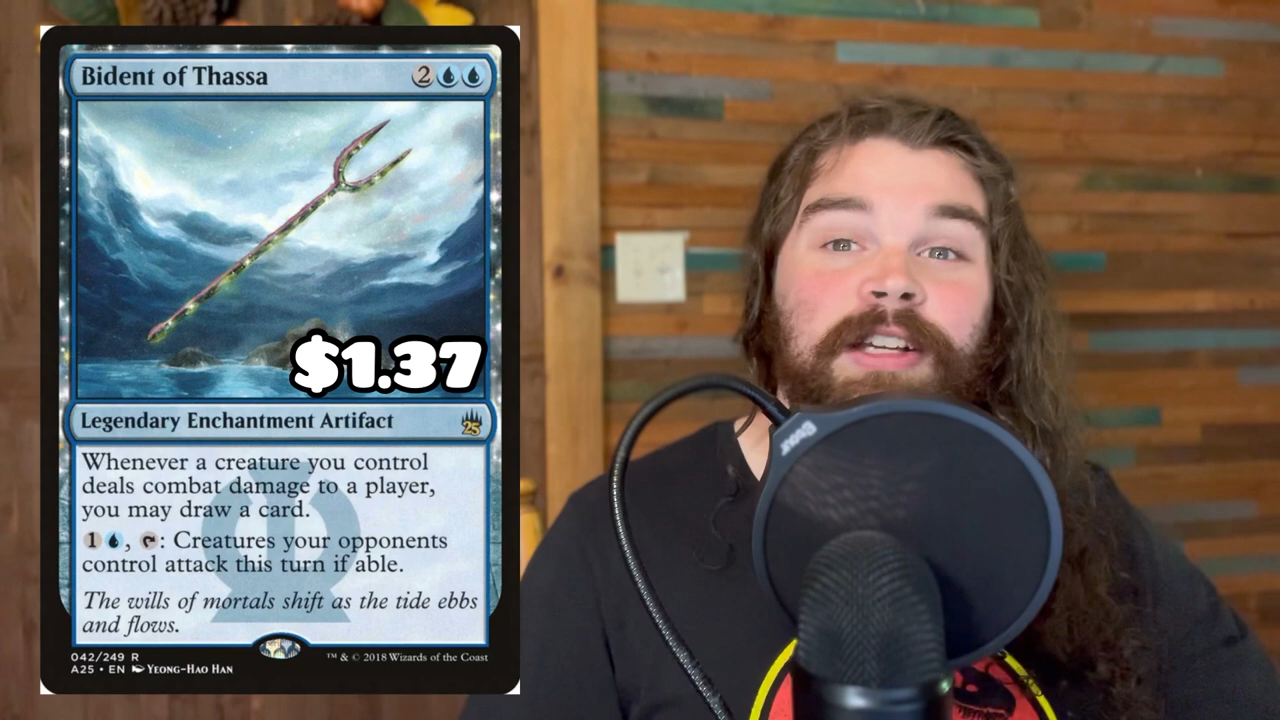 Bident of Thassa 2
$1.37
Legendary Enchantment Artifact
25
Whenever a creature you control
deals combat damage to a player,
you may draw a card.
1 , : Creatures your opponents
control attack this turn if able.
The wills of mortals shift as the tide ebbs
and flows.
042/249 R
A25 • EN Yeong-Hao Han
™ & © 2018 Wizards of the Coast